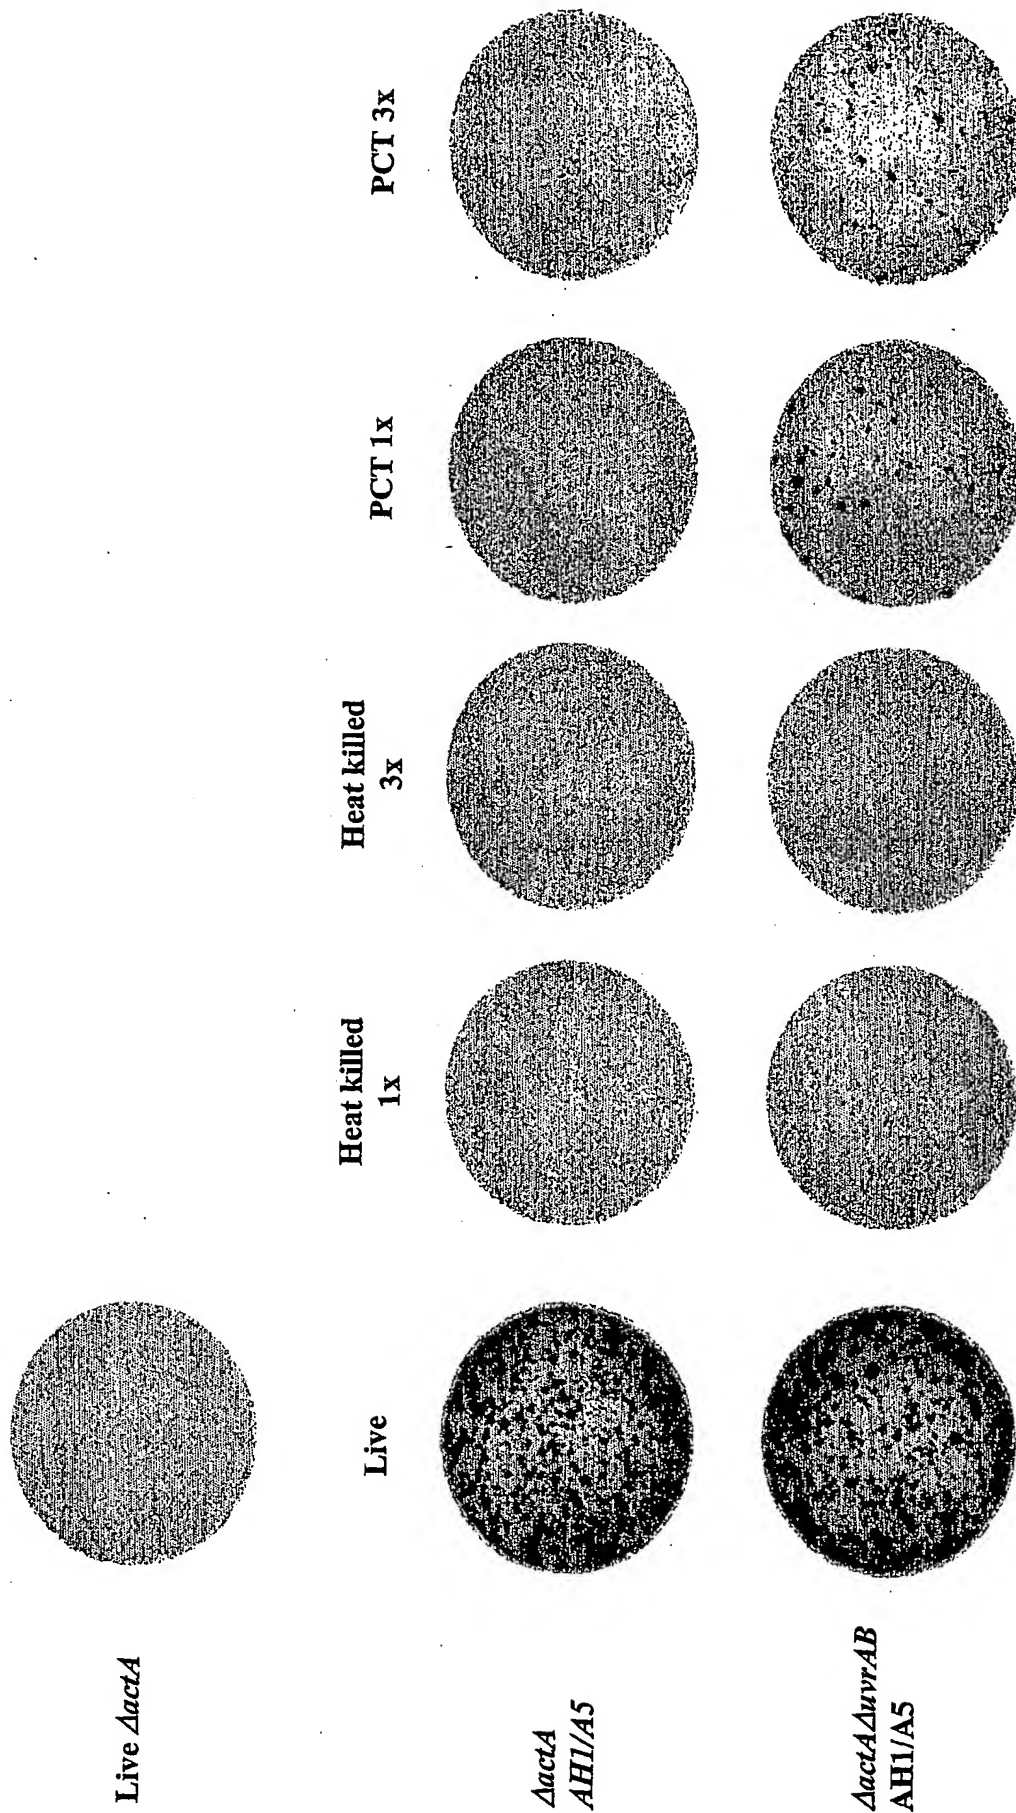 Live ΔactA
Live
Heat killed
1x
Heat killed
3x
PCT 1x
PCT 3x
ΔactA
AH1/A5
ΔactAΔuvrAB
AH1/A5